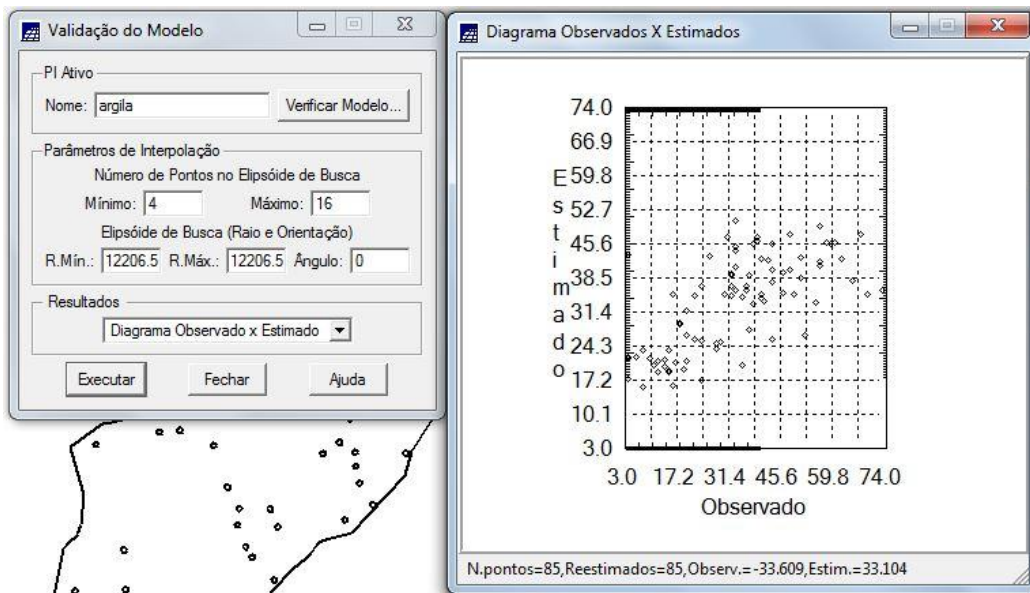 Validação do Modelo
PI Ativo
Nome: argila Verificar Modelo...
Parâmetros de Interpolação
Número de Pontos no Elipsóide de Busca
Mínimo: 4 Máximo: 16
Elipsóide de Busca (Raio e Orientação)
R.Mín.: 12206.5 R.Máx.: 12206.5 Ângulo: 0
Resultados
Diagrama Observado x Estimado
Executar Fechar Ajuda
Diagrama Observados X Estimados
Estimado
74.0
66.9
59.8
52.7
45.6
38.5
31.4
24.3
17.2
10.1
3.0
3.0 17.2 31.4 45.6 59.8 74.0
Observado
N.pontos=85,Reestimados=85,Observ.=-33.609,Estim.=33.104